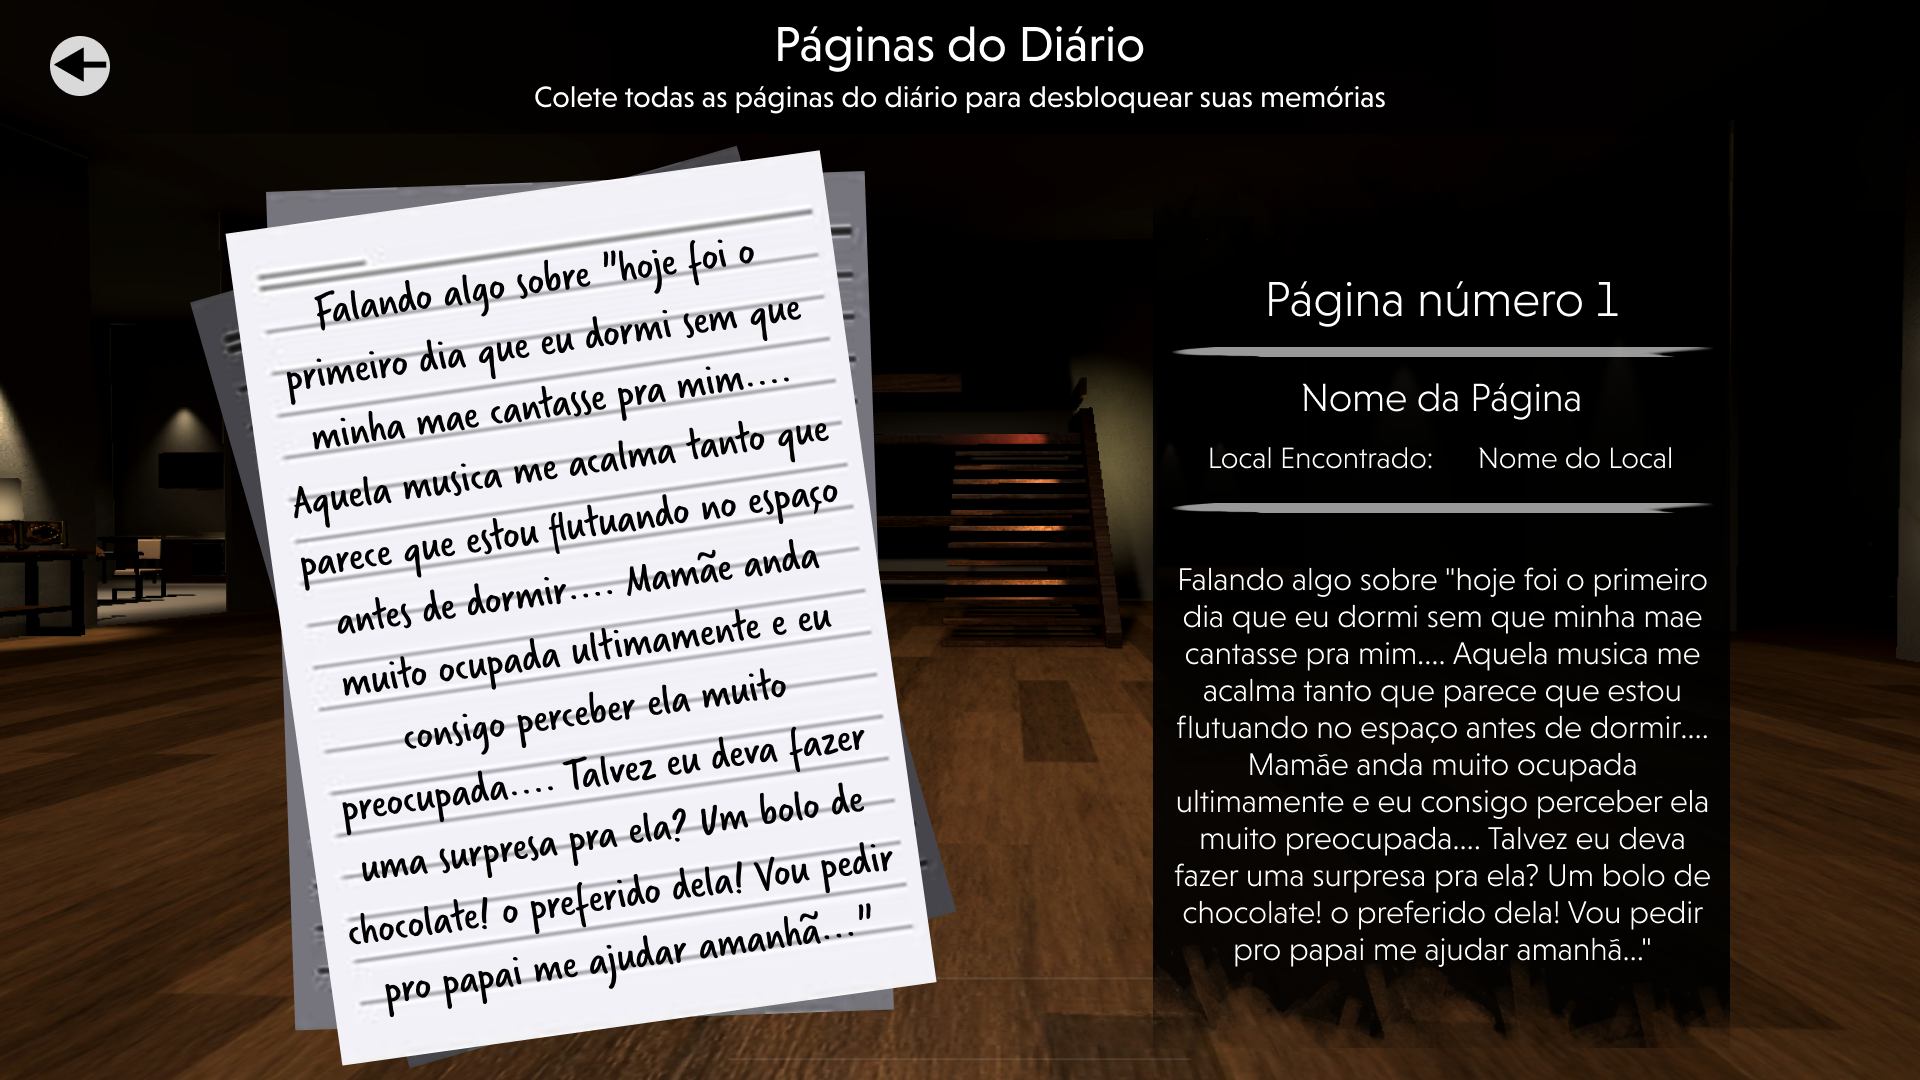 Páginas do Diário
Colete todas as páginas do diário para desbloquear suas memórias
Falando algo sobre "hoje foi o
primeiro dia que eu dormi sem que
minha mae cantasse pra mim....
Aquela musica me acalma tanto que
parece que estou flutuando no espaço
antes de dormir.... Mamãe anda
muito ocupada ultimamente e eu
consigo perceber ela muito
preocupada.... Talvez eu deva fazer
uma surpresa pra ela? Um bolo de
chocolate! o preferido dela! Vou pedir
pro papai me ajudar amanhã..."
Página número 1
Nome da Página
Local Encontrado: Nome do Local
Falando algo sobre "hoje foi o primeiro
dia que eu dormi sem que minha mae
cantasse pra mim.... Aquela musica me
acalma tanto que parece que estou
flutuando no espaço antes de dormir....
Mamãe anda muito ocupada
ultimamente e eu consigo perceber ela
muito preocupada.... Talvez eu deva
fazer uma surpresa pra ela? Um bolo de
chocolate! o preferido dela! Vou pedir
pro papai me ajudar amanhã..."